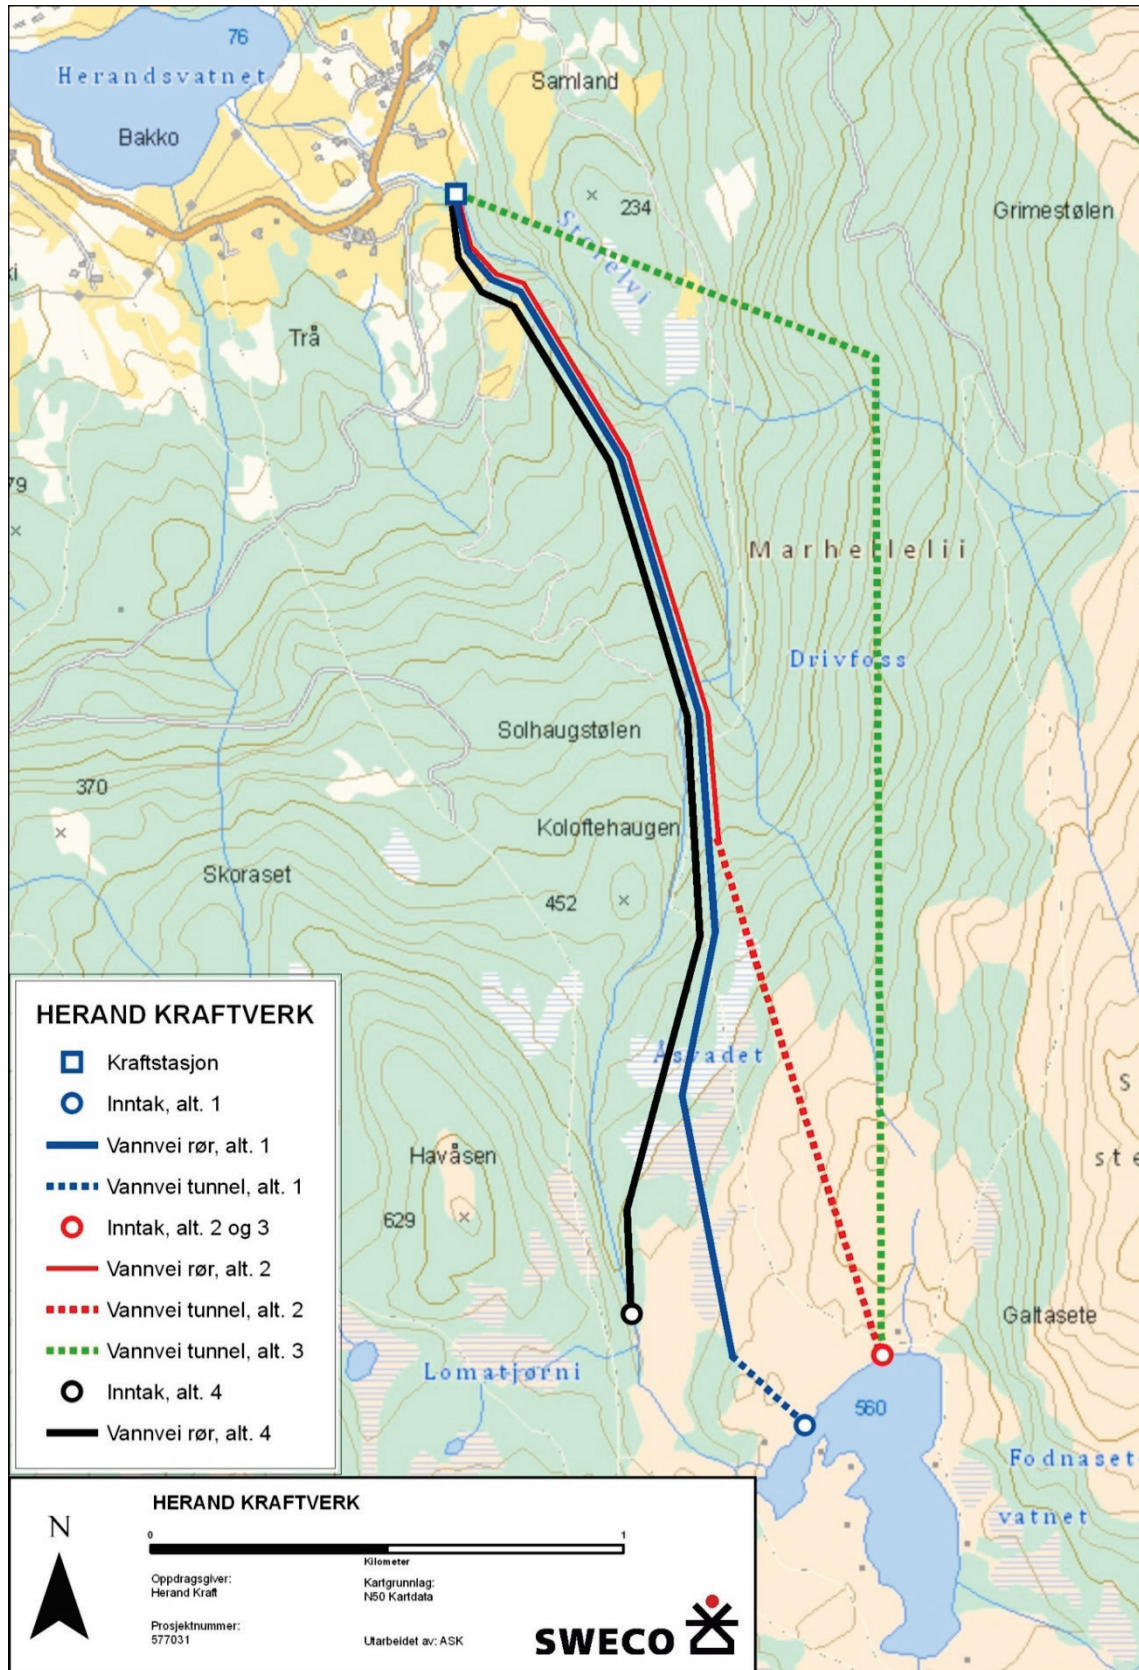 76
Herandsvatnet
Samland
Bakko
234
Grimestølen
Storelvi
Trå
79
Marhellelii
Drivfoss
Solhaugstølen
370
Koloftehaugen
Skoraset
452
Åsvadet
Havåsen
629
Galtasete
Lomatjørni
560
Fodnaset
vatnet
HERAND KRAFTVERK
Kraftstasjon
Inntak, alt. 1
Vannvei rør, alt. 1
Vannvei tunnel, alt. 1
Inntak, alt. 2 og 3
Vannvei rør, alt. 2
Vannvei tunnel, alt. 2
Vannvei tunnel, alt. 3
Inntak, alt. 4
Vannvei rør, alt. 4
HERAND KRAFTVERK
N
0 1
Kilometer
Oppdragsgiver:
Herand Kraft
Kartgrunnlag:
N50 Kartdata
Prosjektnummer:
577031
Utarbeidet av: ASK
SWECO